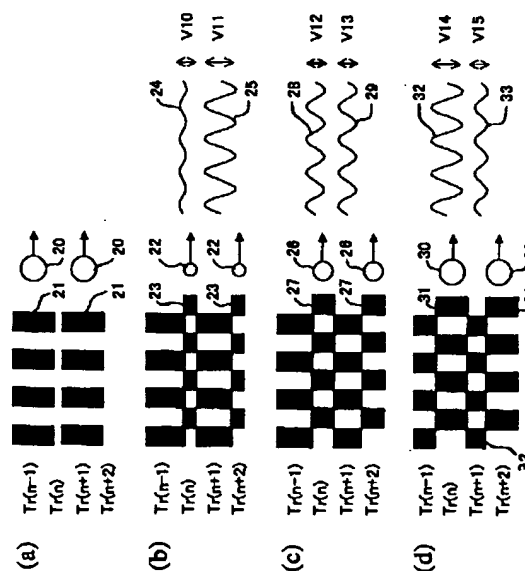 (a)
Tr(n-1)
Tr(n)
Tr(n+1)
Tr(n+2)
20
20
21
21
(b)
Tr(n-1)
Tr(n)
Tr(n+1)
Tr(n+2)
23
23
22
22
24
25
V10
V11
(c)
Tr(n-1)
Tr(n)
Tr(n+1)
Tr(n+2)
27
27
26
26
28
29
V12
V13
(d)
Tr(n-1)
Tr(n)
Tr(n+1)
Tr(n+2)
31
30
32
33
V14
V15